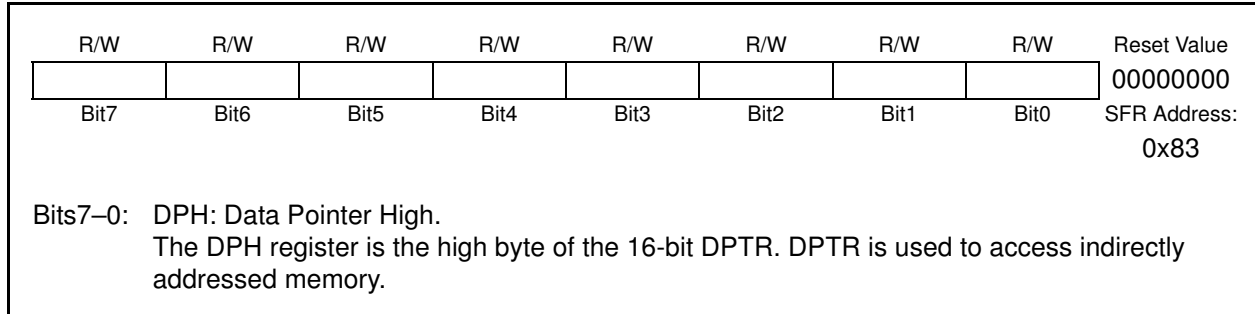 R/W R/W R/W R/W R/W R/W R/W R/W Reset Value
00000000
Bit7 Bit6 Bit5 Bit4 Bit3 Bit2 Bit1 Bit0 SFR Address:
0x83
Bits7–0: DPH: Data Pointer High.
The DPH register is the high byte of the 16-bit DPTR. DPTR is used to access indirectly
addressed memory.